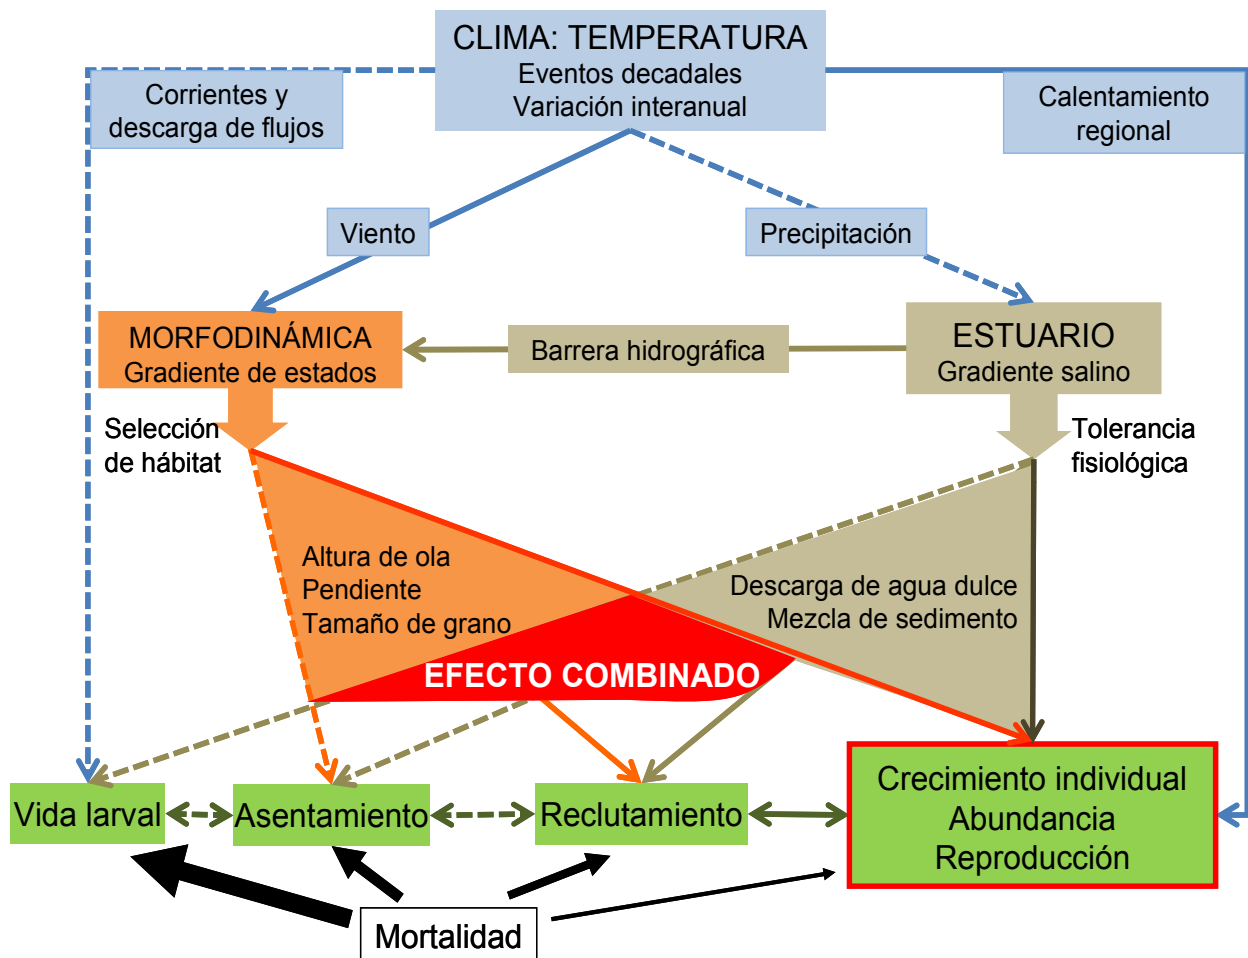 CLIMA: TEMPERATURA
Eventos decadales
Variación interanual
Corrientes y
descarga de flujos
Calentamiento
regional
Viento
Precipitación
MORFODINÁMICA
Gradiente de estados
Barrera hidrográfica
ESTUARIO
Gradiente salino
Selección
de hábitat
Tolerancia
fisiológica
Altura de ola
Pendiente
Tamaño de grano
Descarga de agua dulce
Mezcla de sedimento
EFECTO COMBINADO
Vida larval
Asentamiento
Reclutamiento
Crecimiento individual
Abundancia
Reproducción
Mortalidad